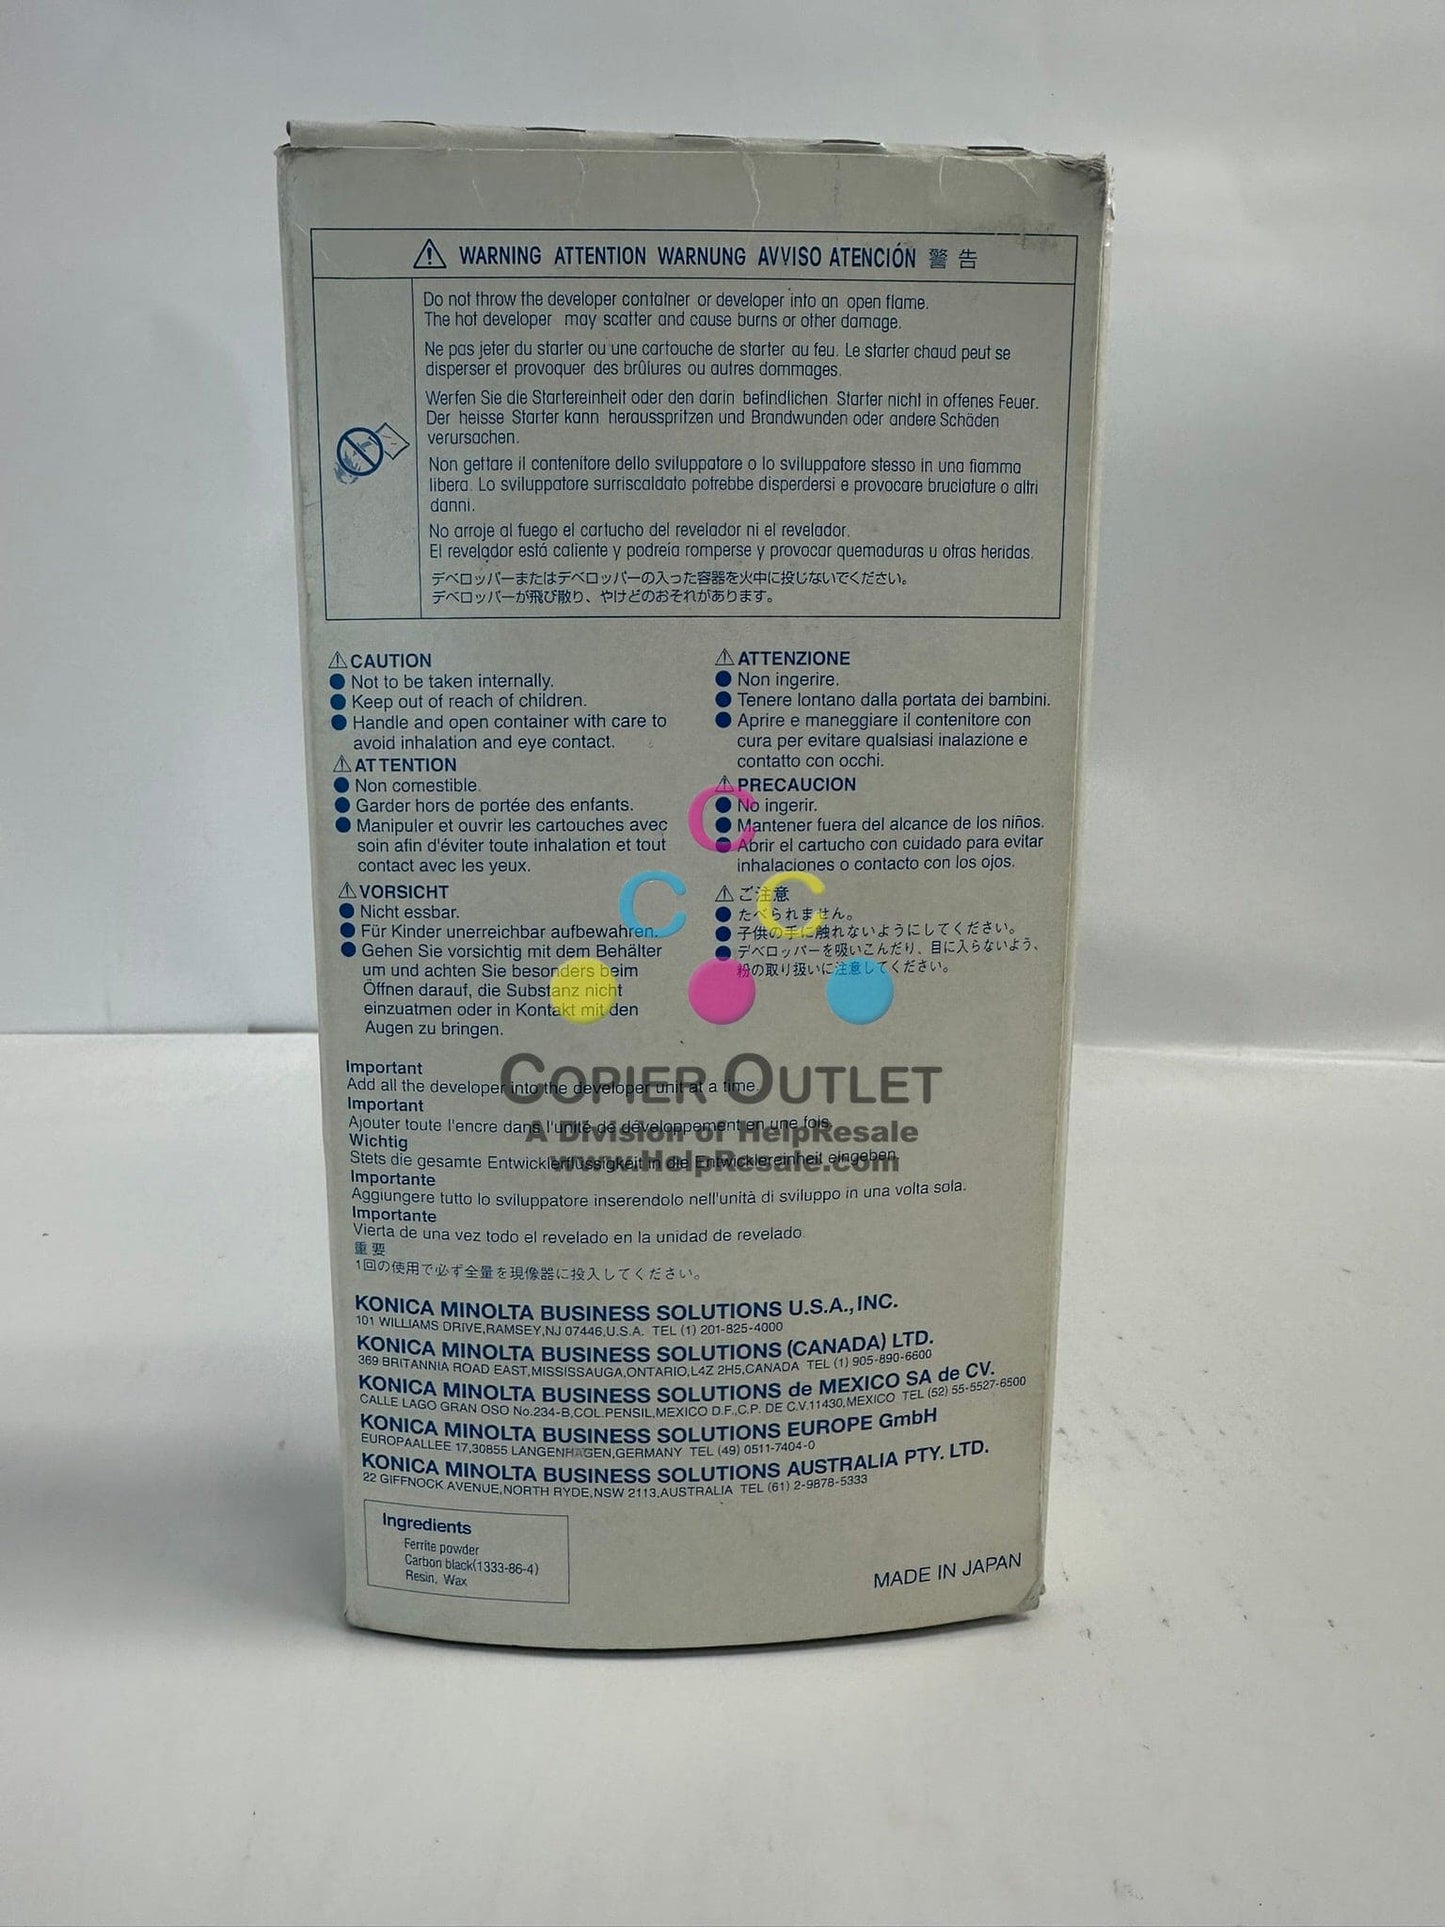 WARNING ATTENTION WARNUNG AVVISO ATENCIÓN 警告
Do not throw the developer container or developer into an open flame.
The hot developer may scatter and cause burns or other damage.
Ne pas jeter du starter ou une cartouche de starter au feu. Le starter chaud peut se
disperser et provoquer des brûlures ou autres dommages.
Werfen Sie die Startereinheit oder den darin befindlichen Starter nicht in offenes Feuer.
Der heisse Starter kann herausspritzen und Brandwunden oder andere Schäden
verursachen.
Non gettare il contenitore dello sviluppatore o lo sviluppatore stesso in una fiamma
libera. Lo sviluppatore surriscaldato potrebbe disperdersi e provocare bruciature o altri
danni.
No arroje al fuego el cartucho del revelador ni el revelador.
El revelador está caliente y podreía romperse y provocar quemaduras u otras heridas.
デベロッパーまたはデベロッパーの入った容器を火中に投じないでください。
デベロッパーが飛び散り、やけどのおそれがあります。
CAUTION
● Not to be taken internally.
● Keep out of reach of children.
● Handle and open container with care to
avoid inhalation and eye contact.
ATTENTION
● Non comestible.
● Garder hors de portée des enfants.
● Manipuler et ouvrir les cartouches avec
soin afin d'éviter toute inhalation et tout
contact avec les yeux.
VORSICHT
● Nicht essbar.
● Für Kinder unerreichbar aufbewahren.
● Gehen Sie vorsichtig mit dem Behälter
um und achten Sie besonders beim
Öffnen darauf, die Substanz nicht
einzuatmen oder in Kontakt mit den
Augen zu bringen.
ATTENZIONE
● Non ingerire.
● Tenere lontano dalla portata dei bambini.
● Aprire e maneggiare il contenitore con
cura per evitare qualsiasi inalazione e
contatto con occhi.
PRECAUCION
● No ingerir.
● Mantener fuera del alcance de los niños.
● Abrir el cartucho con cuidado para evitar
inhalaciones o contacto con los ojos.
ご注意
● たべられません。
● 子供の手に触れないようにしてください。
● デベロッパーを吸いこんだり、目に入らないよう、
粉の取り扱いに注意してください。
C
C C
COPIER OUTLET
A Division of HelpResale
www.HelpResale.com
Important
Add all the developer into the developer unit at a time.
Important
Ajouter toute l'encre dans l'unité de développement en une fois.
Wichtig
Stets die gesamte Entwicklerflüssigkeit in die Entwicklereinheit eingeben.
Importante
Aggiungere tutto lo sviluppatore inserendolo nell'unità di sviluppo in una volta sola.
Importante
Vierta de una vez todo el revelado en la unidad de revelado.
重要
1回の使用で必ず全量を現像器に投入してください。
KONICA MINOLTA BUSINESS SOLUTIONS U.S.A.,INC.
101 WILLIAMS DRIVE,RAMSEY,NJ 07446,U.S.A. TEL (1) 201-825-4000
KONICA MINOLTA BUSINESS SOLUTIONS (CANADA) LTD.
369 BRITANNIA ROAD EAST,MISSISSAUGA,ONTARIO,L4Z 2H5,CANADA TEL (1) 905-890-6600
KONICA MINOLTA BUSINESS SOLUTIONS de MEXICO SA de CV.
CALLE LAGO GRAN OSO No.234-B,COL.PENSIL,MEXICO D.F.,C.P. DE C.V.11430,MEXICO TEL (52) 55-5527-6500
KONICA MINOLTA BUSINESS SOLUTIONS EUROPE GmbH
EUROPAALLEE 17,30855 LANGENHAGEN,GERMANY TEL (49) 0511-7404-0
KONICA MINOLTA BUSINESS SOLUTIONS AUSTRALIA PTY. LTD.
22 GIFFNOCK AVENUE,NORTH RYDE,NSW 2113,AUSTRALIA TEL (61) 2-9878-5333
Ingredients
Ferrite powder
Carbon black(1333-86-4)
Resin, Wax
MADE IN JAPAN